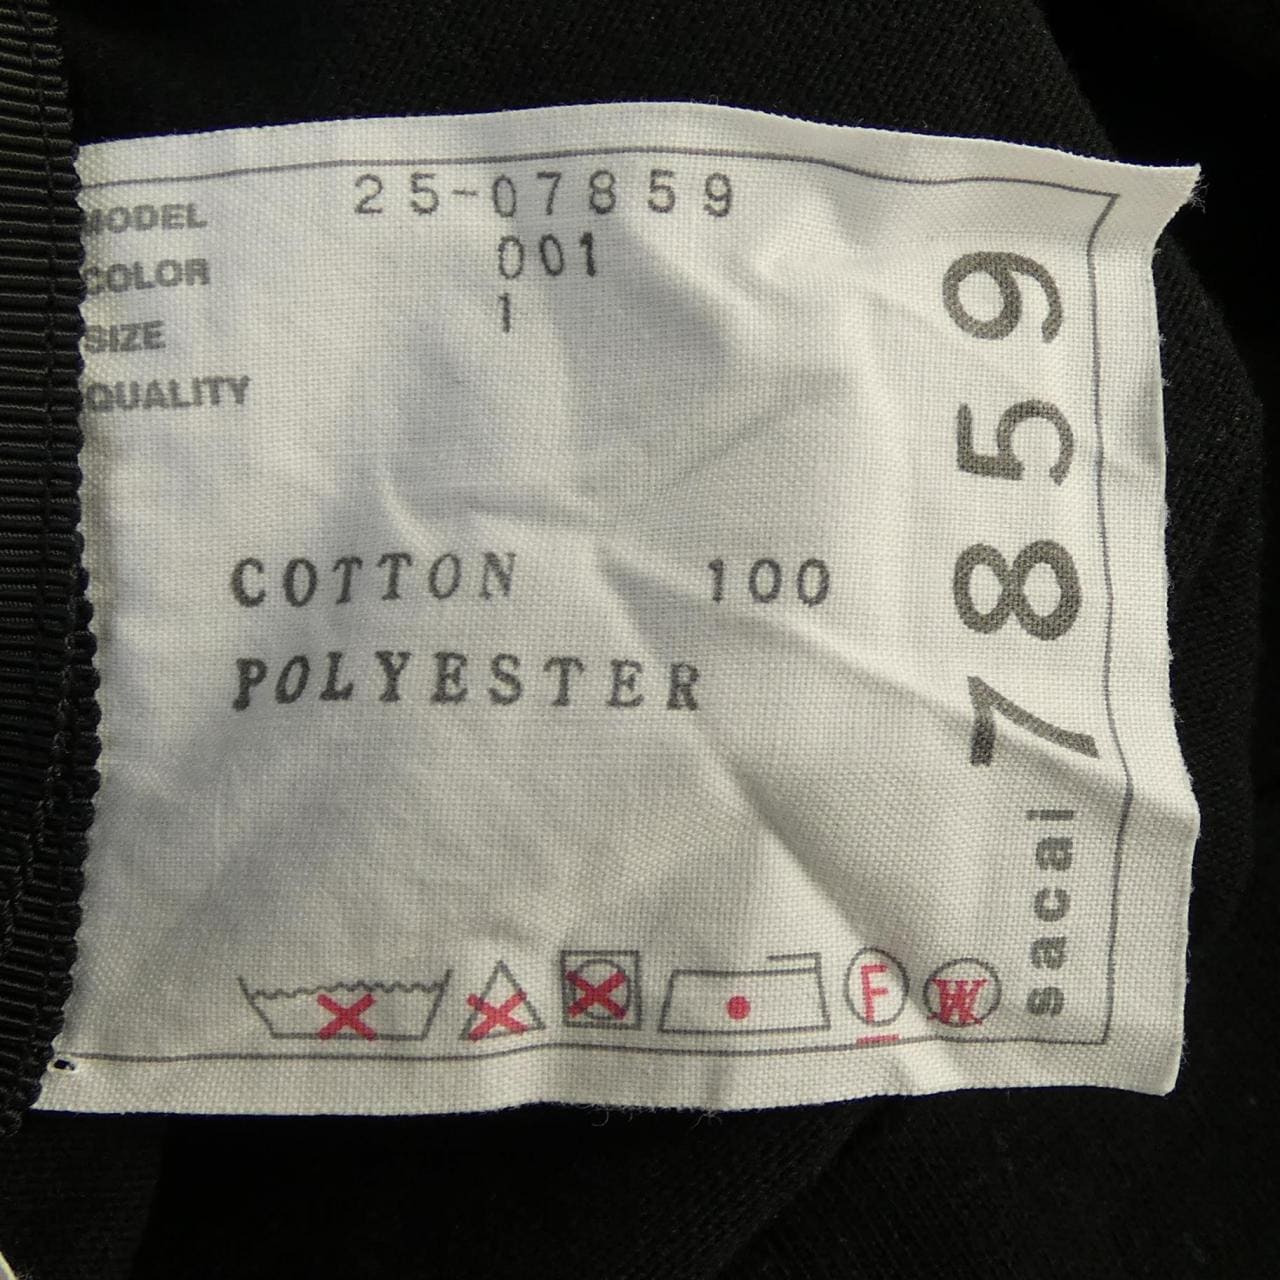 MODEL 25-07859
COLOR 001
SIZE 1
QUALITY
COTTON 100
POLYESTER
F
W
sacai 7859